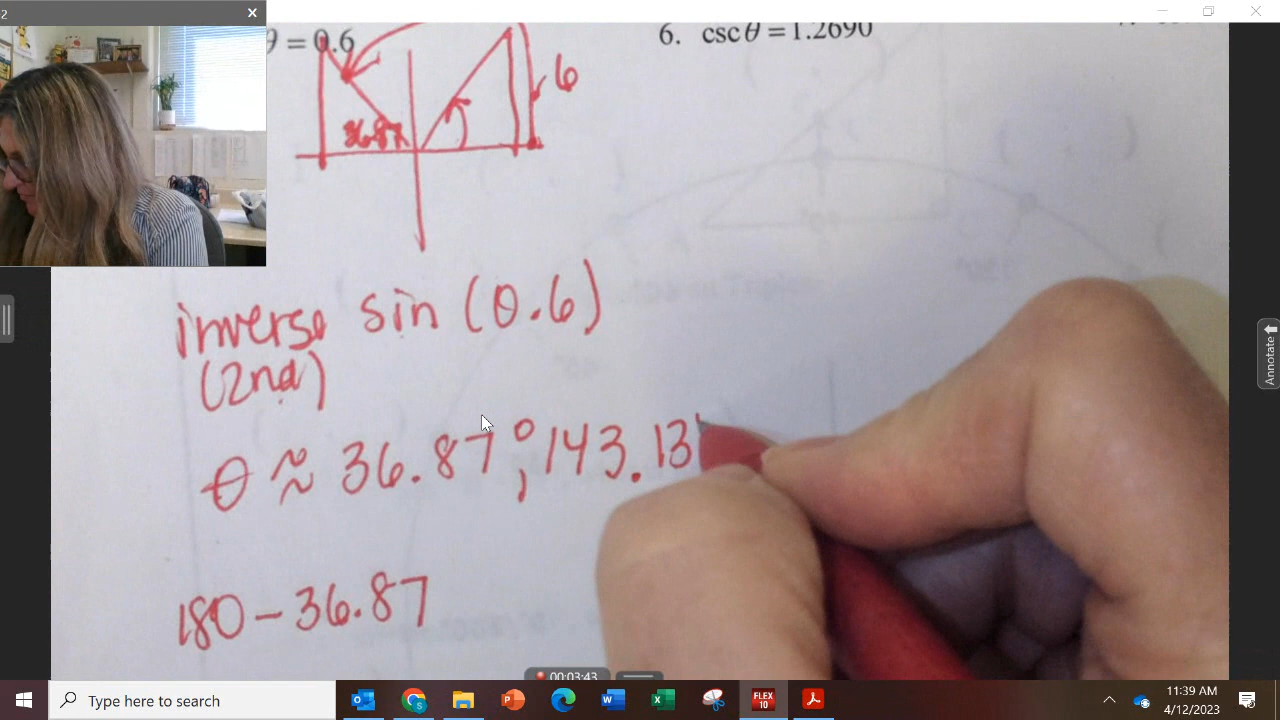 2
θ = 0.6
6. csc θ = 1.2690
6
36.87
inverse sin (0.6)
(2nd)
θ ≈ 36.87°, 143.13
180 - 36.87
Annotate
00:03:43
Type here to search
FLEX
10
11:39 AM
4/12/2023